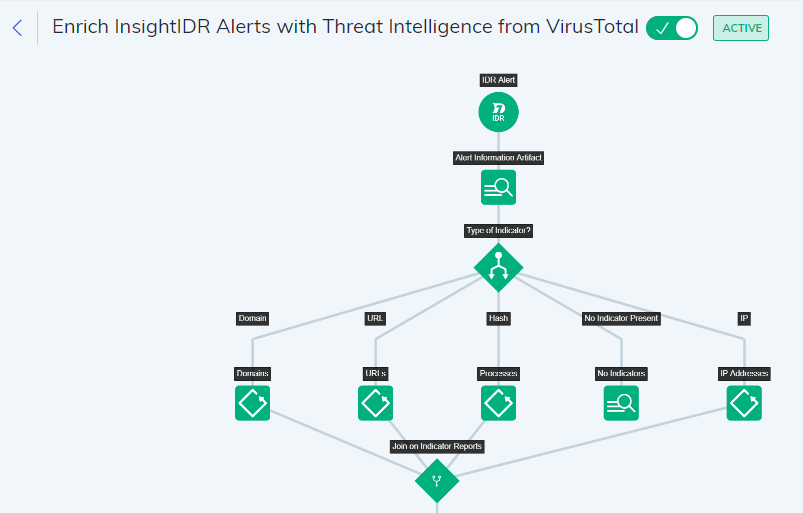 Enrich InsightIDR Alerts with Threat Intelligence from VirusTotal
ACTIVE
IDR Alert
IDR
Alert Information Artifact
Type of Indicator?
Domain
URL
Hash
No Indicator Present
IP
Domains
URLs
Processes
No Indicators
IP Addresses
Join on Indicator Reports